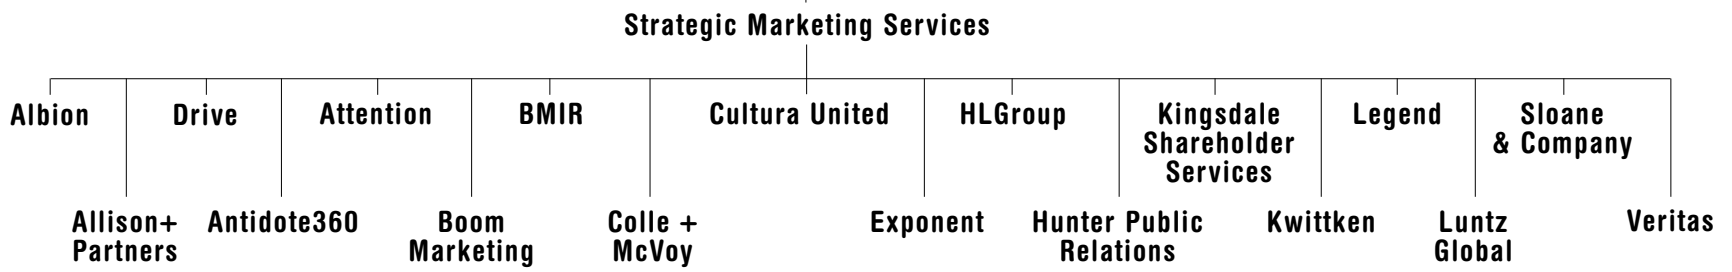 Strategic Marketing Services
Albion
Drive
Attention
BMIR
Cultura United
HLGroup
Kingsdale
Shareholder
Services
Legend
Sloane
& Company
Allison+
Partners
Antidote360
Boom
Marketing
Colle +
McVoy
Exponent
Hunter Public
Relations
Kwittken
Luntz
Global
Veritas